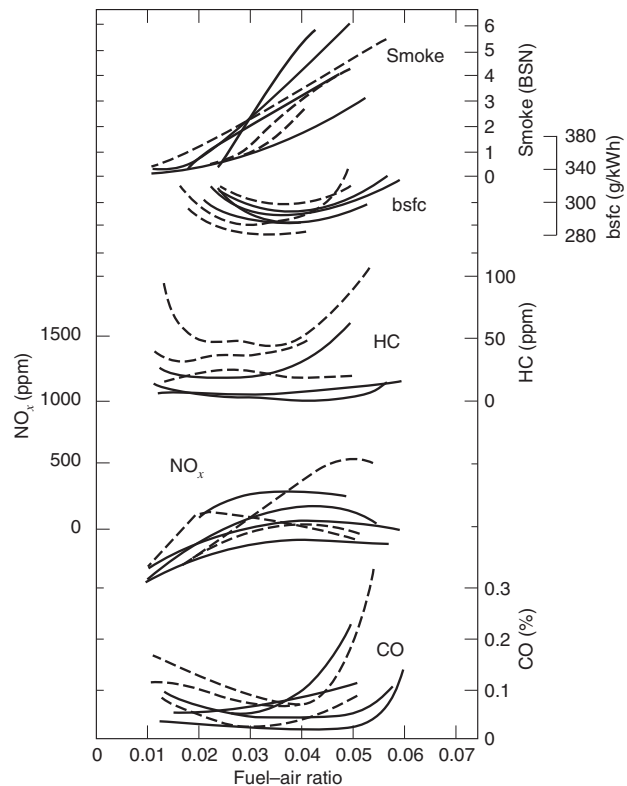 6
5
4
3
2
1
0
Smoke (BSN)
Smoke
380
340
300
280
bsfc (g/kWh)
bsfc
100
50
0
HC (ppm)
HC
1500
1000
500
0
NOₓ (ppm)
NOₓ
0.3
0.2
0.1
0
CO (%)
CO
0 0.01 0.02 0.03 0.04 0.05 0.06 0.07
Fuel–air ratio